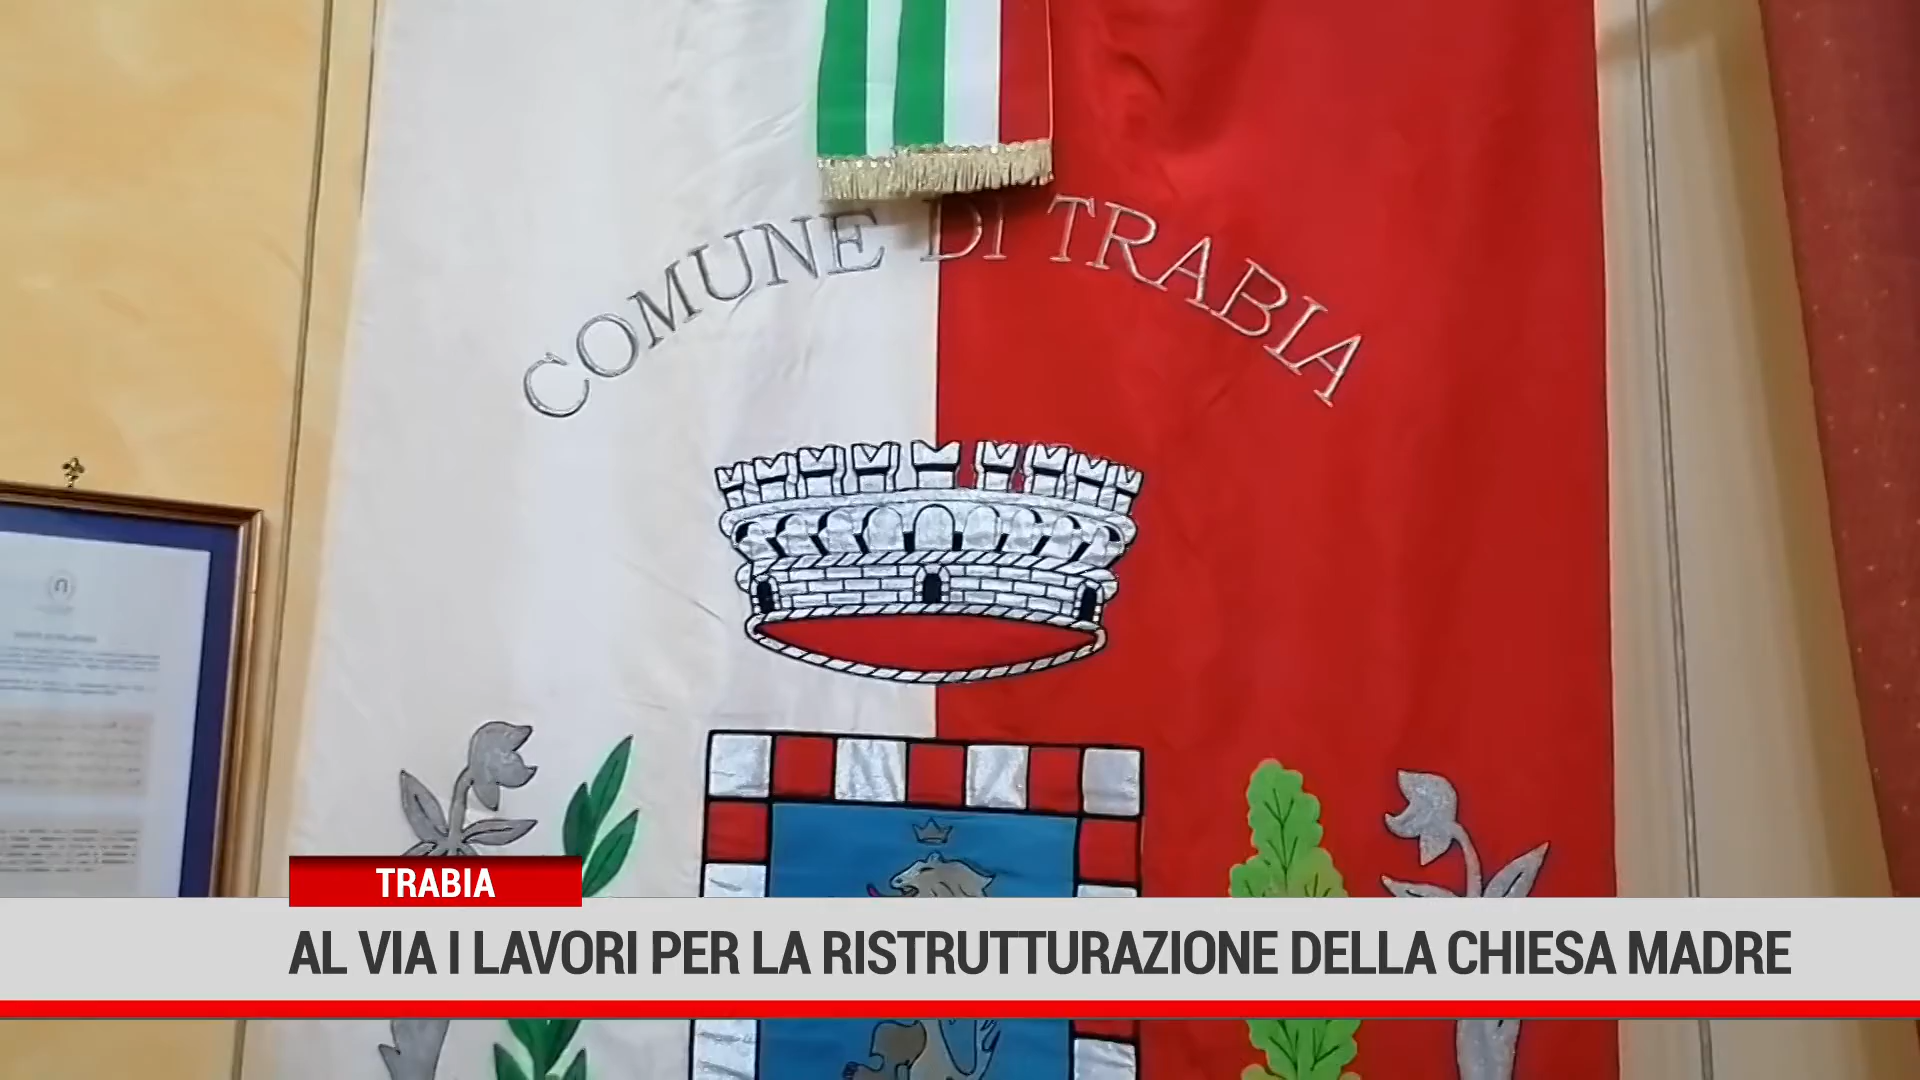 COMUNE DI TRABIA
TRABIA
AL VIA I LAVORI PER LA RISTRUTTURAZIONE DELLA CHIESA MADRE